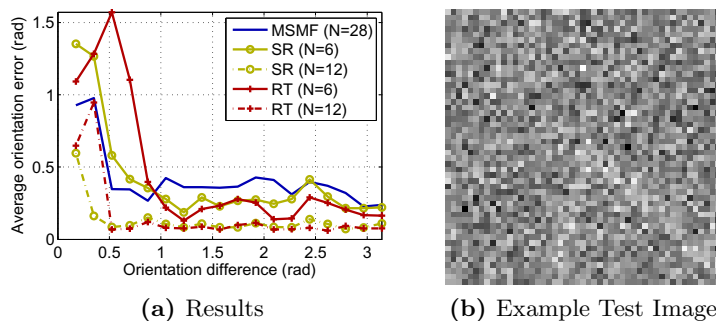 1.5
1
0.5
0
Average orientation error (rad)
MSMF (N=28)
SR (N=6)
SR (N=12)
RT (N=6)
RT (N=12)
0 0.5 1 1.5 2 2.5 3
Orientation difference (rad)
(a) Results
(b) Example Test Image